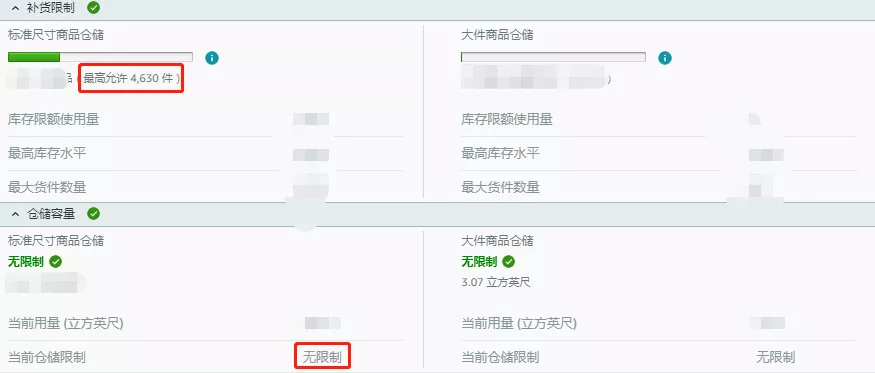 补货限制
标准尺寸商品仓储
大件商品仓储
品 ( 最高允许 4,630 件 )
)
库存限额使用量
库存限额使用量
最高库存水平
最高库存水平
最大货件数量
最大货件数量
仓储容量
标准尺寸商品仓储
大件商品仓储
无限制
无限制
3.07 立方英尺
当前用量 (立方英尺)
当前用量 (立方英尺)
当前仓储限制 无限制
当前仓储限制 无限制